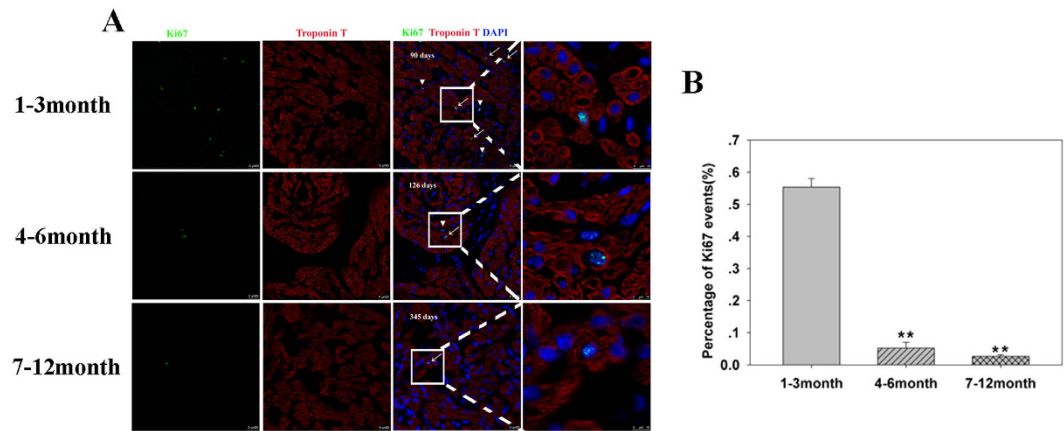 A
Ki67
Troponin T
Ki67 Troponin T DAPI
1-3month
90 days
4-6month
126 days
7-12month
345 days
B
Percentage of Ki67 events(%)
.7
.6
.5
.4
.3
.2
.1
0.0
**
**
1-3month
4-6month
7-12month